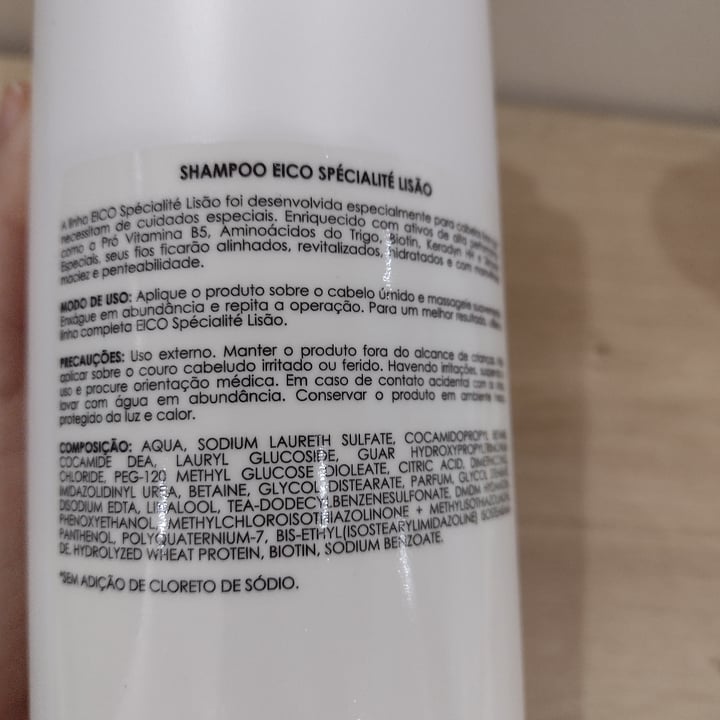 SHAMPOO EICO SPÉCIALITÉ LISÃO
A linha EICO Spécialité Lisão foi desenvolvida especialmente para cabelos
necessitam de cuidados especiais. Enriquecido com ativos de alta performance
como a Pró Vitamina B5, Aminoácidos do Trigo, Biotin, Keradyn HH e
Especiais, seus fios ficarão alinhados, revitalizados, hidratados e com
maciez e penteabilidade.
MODO DE USO: Aplique o produto sobre o cabelo úmido e massageie suavemente.
Enxágue em abundância e repita a operação. Para um melhor resultado,
linha completa EICO Spécialité Lisão.
PRECAUÇÕES: Uso externo. Manter o produto fora do alcance de crianças.
aplicar sobre o couro cabeludo irritado ou ferido. Havendo irritações,
uso e procure orientação médica. Em caso de contato acidental com
lavar com água em abundância. Conservar o produto em ambiente
protegido da luz e calor.
COMPOSIÇÃO: AQUA, SODIUM LAURETH SULFATE, COCAMIDOPROPYL
COCAMIDE DEA, LAURYL GLUCOSIDE, GUAR
CHLORIDE, PEG-120 METHYL GLUCOSE DIOLEATE, CITRIC ACID,
IMIDAZOLIDINYL UREA, BETAINE, GLYCOL DISTEARATE, PARFUM,
DISODIUM EDTA, LINALOOL, TEA-DODECYLBENZENESULFONATE, DMDM
PHENOXYETHANOL, METHYLCHLOROISOTHIAZOLINONE +
PANTHENOL, POLYQUATERNIUM-7, BIS-ETHYL(ISOSTEARYLIMIDAZOLINE)
DE, HYDROLYZED WHEAT PROTEIN, BIOTIN, SODIUM BENZOATE.
*SEM ADIÇÃO DE CLORETO DE SÓDIO.